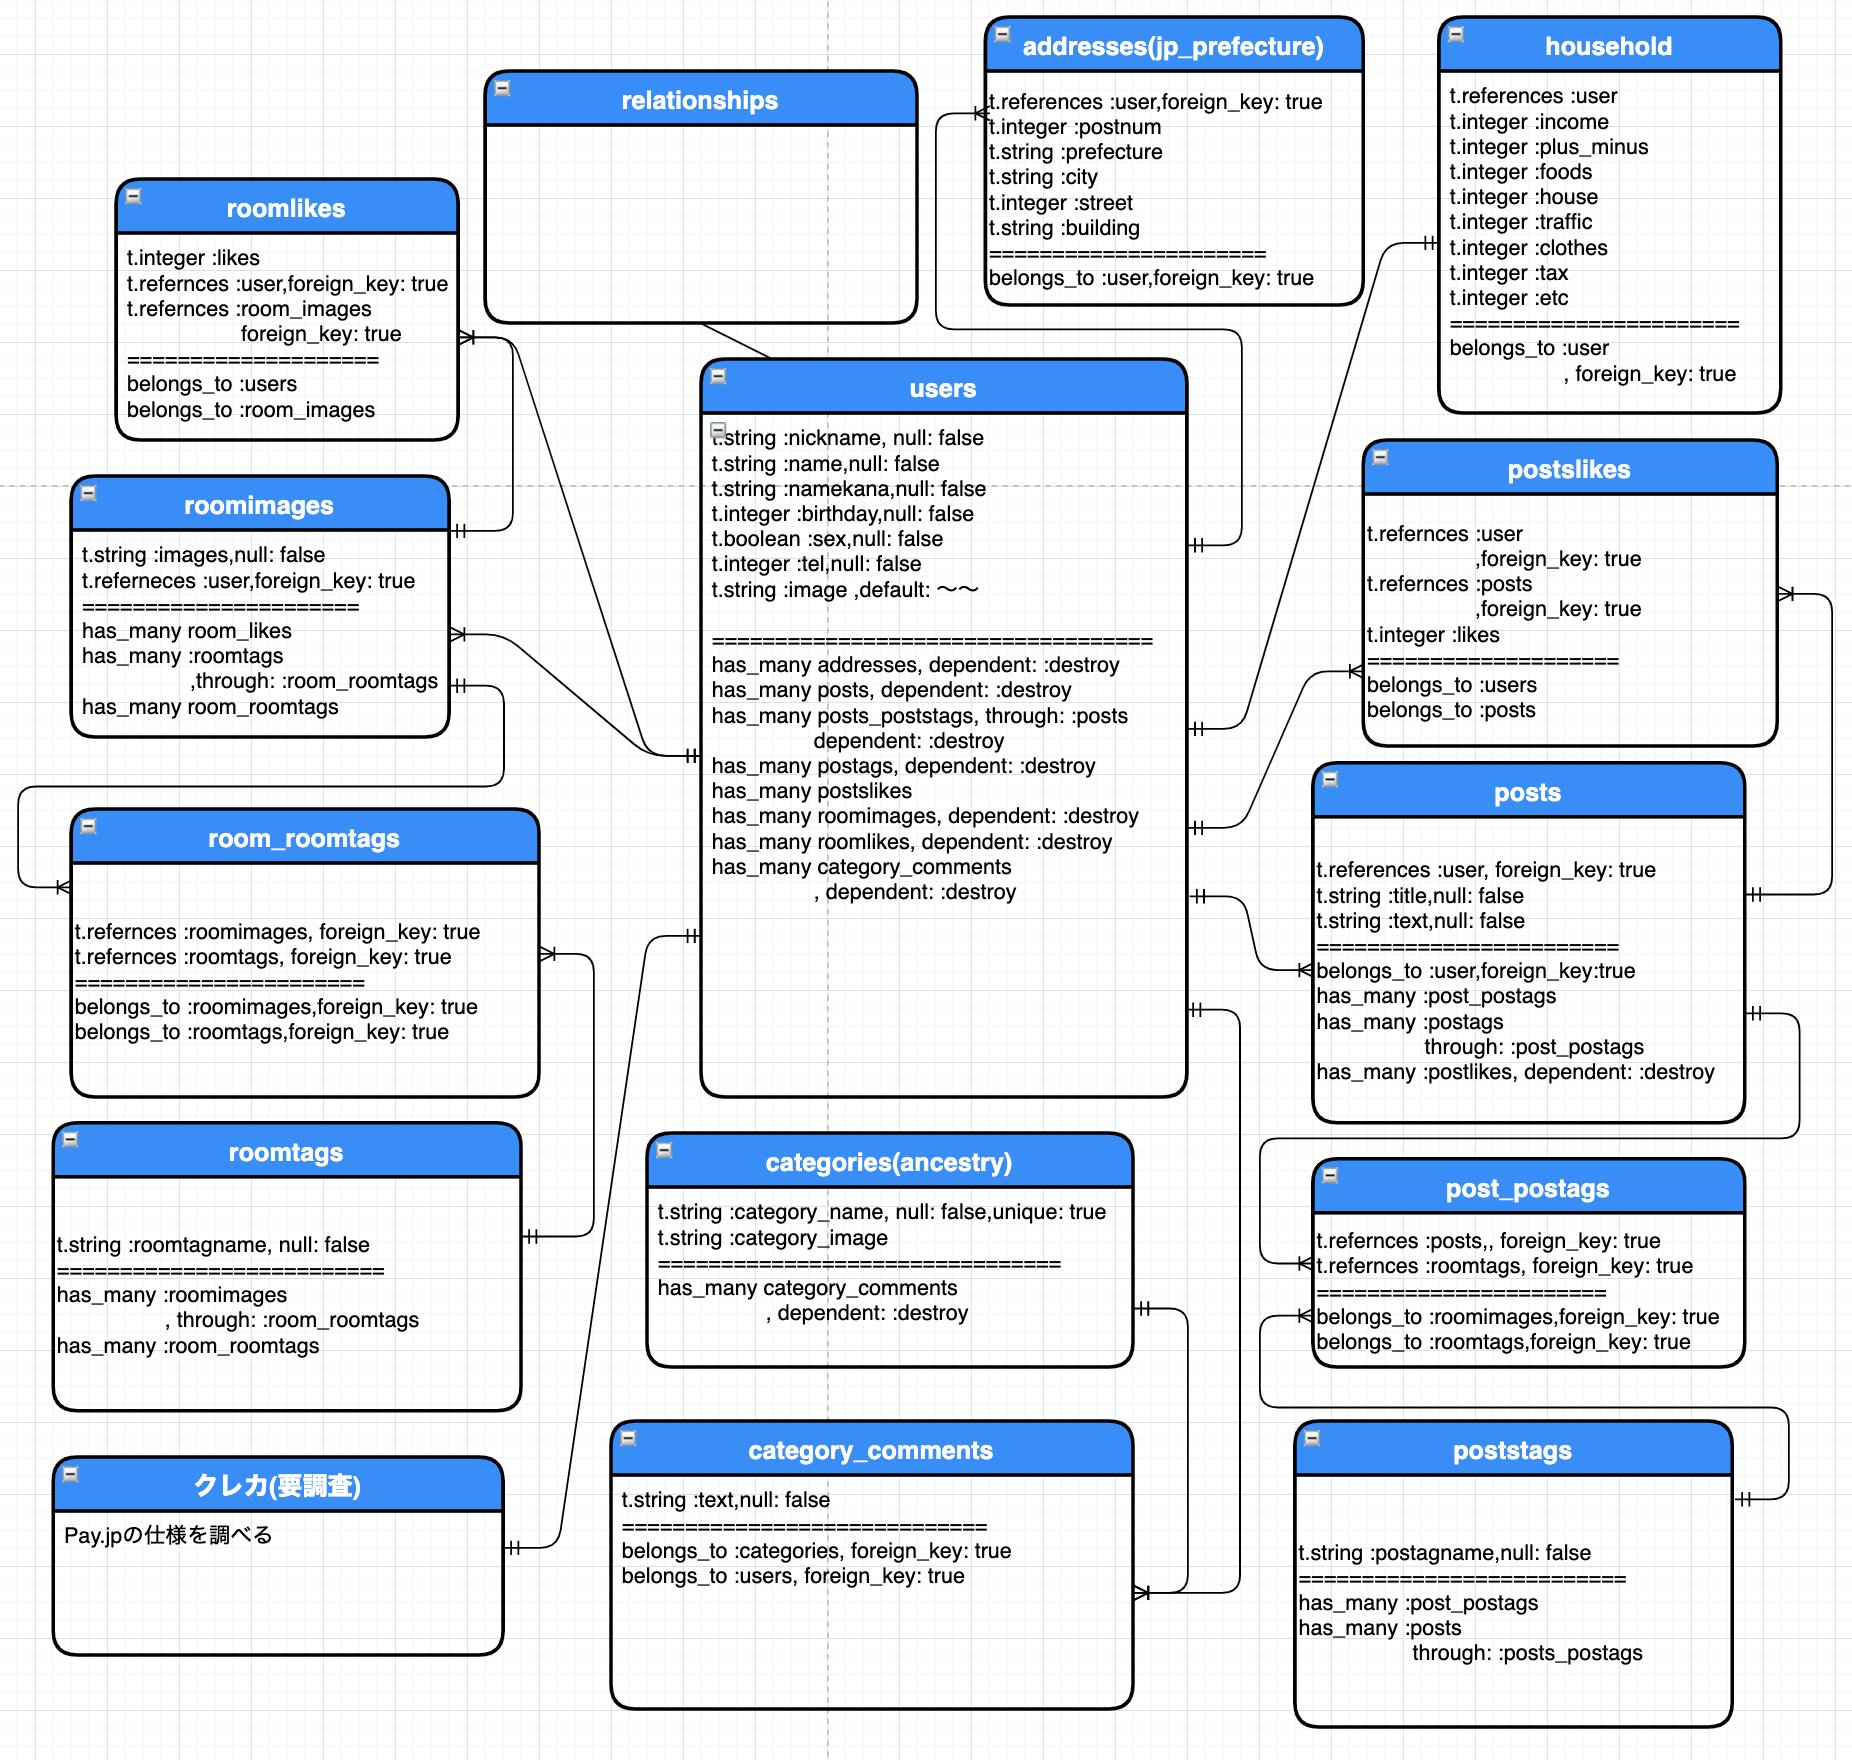 relationships
addresses(jp_prefecture)
t.references :user,foreign_key: true
t.integer :postnum
t.string :prefecture
t.string :city
t.integer :street
t.string :building
======================
belongs_to :user,foreign_key: true
household
t.references :user
t.integer :income
t.integer :plus_minus
t.integer :foods
t.integer :house
t.integer :traffic
t.integer :clothes
t.integer :tax
t.integer :etc
=======================
belongs_to :user
, foreign_key: true
roomlikes
t.integer :likes
t.refernces :user,foreign_key: true
t.refernces :room_images
foreign_key: true
====================
belongs_to :users
belongs_to :room_images
users
t.string :nickname, null: false
t.string :name,null: false
t.string :namekana,null: false
t.integer :birthday,null: false
t.boolean :sex,null: false
t.integer :tel,null: false
t.string :image ,default: 〜〜
===================================
has_many addresses, dependent: :destroy
has_many posts, dependent: :destroy
has_many posts_poststags, through: :posts
dependent: :destroy
has_many postags, dependent: :destroy
has_many postslikes
has_many roomimages, dependent: :destroy
has_many roomlikes, dependent: :destroy
has_many category_comments
, dependent: :destroy
postslikes
t.refernces :user
,foreign_key: true
t.refernces :posts
,foreign_key: true
t.integer :likes
====================
belongs_to :users
belongs_to :posts
roomimages
t.string :images,null: false
t.referneces :user,foreign_key: true
======================
has_many room_likes
has_many :roomtags
,through: :room_roomtags
has_many room_roomtags
posts
t.references :user, foreign_key: true
t.string :title,null: false
t.string :text,null: false
========================
belongs_to :user,foreign_key:true
has_many :post_postags
has_many :postags
through: :post_postags
has_many :postlikes, dependent: :destroy
room_roomtags
t.refernces :roomimages, foreign_key: true
t.refernces :roomtags, foreign_key: true
=======================
belongs_to :roomimages,foreign_key: true
belongs_to :roomtags,foreign_key: true
roomtags
t.string :roomtagname, null: false
==========================
has_many :roomimages
, through: :room_roomtags
has_many :room_roomtags
categories(ancestry)
t.string :category_name, null: false,unique: true
t.string :category_image
================================
has_many category_comments
, dependent: :destroy
post_postags
t.refernces :posts,, foreign_key: true
t.refernces :roomtags, foreign_key: true
=======================
belongs_to :roomimages,foreign_key: true
belongs_to :roomtags,foreign_key: true
クレカ(要調査)
Pay.jpの仕様を調べる
category_comments
t.string :text,null: false
=============================
belongs_to :categories, foreign_key: true
belongs_to :users, foreign_key: true
poststags
t.string :postagname,null: false
==========================
has_many :post_postags
has_many :posts
through: :posts_postags